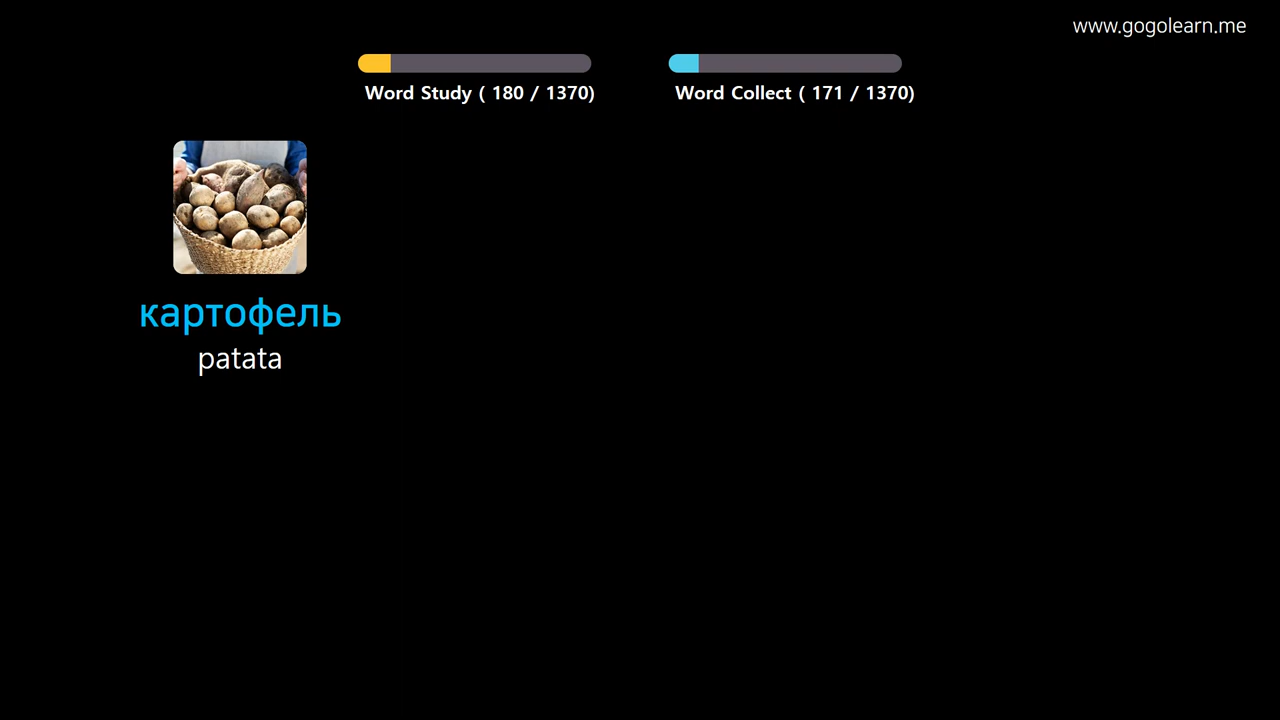 www.gogolearn.me
Word Study ( 180 / 1370)
Word Collect ( 171 / 1370)
картофель
patata